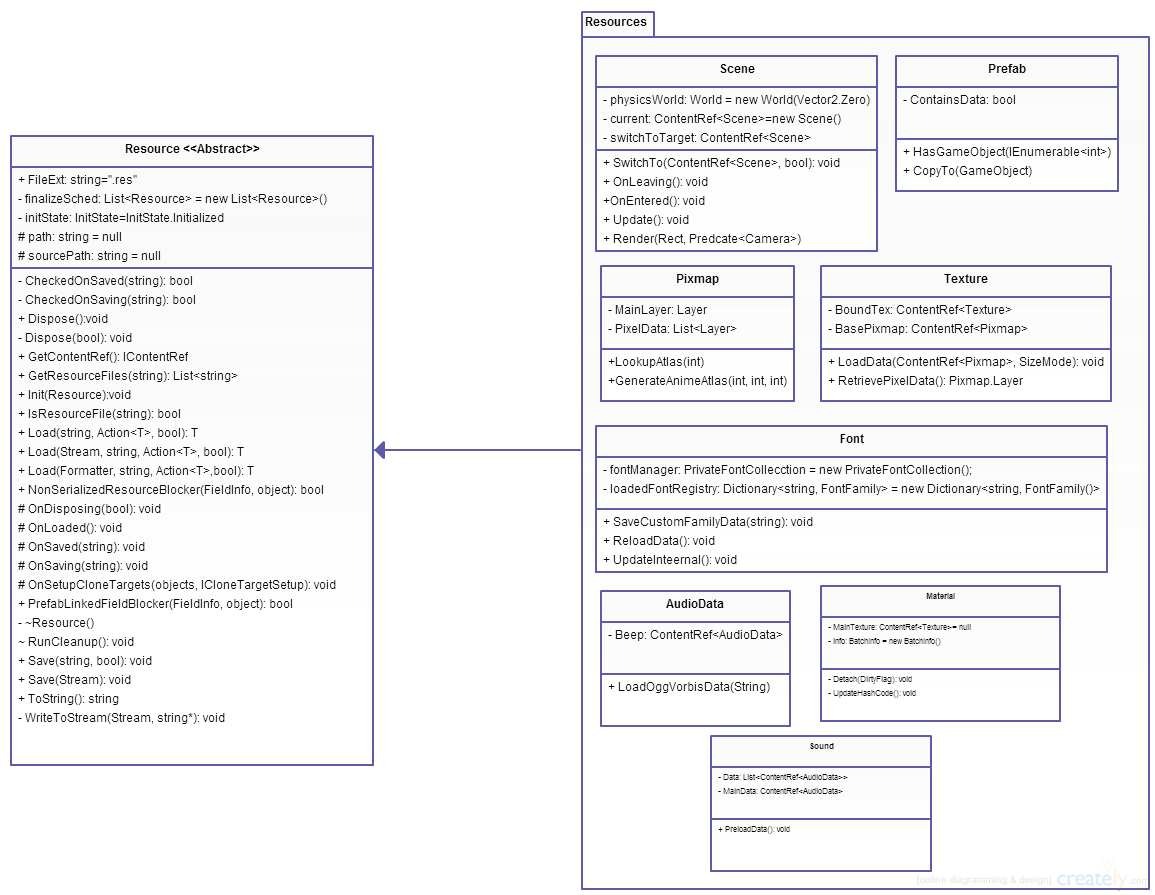 Resources
Resource <<Abstract>>
+ FileExt: string=".res"
- finalizeSched: List<Resource> = new List<Resource>()
- initState: InitState=InitState.Initialized
# path: string = null
# sourcePath: string = null
- CheckedOnSaved(string): bool
- CheckedOnSaving(string): bool
+ Dispose():void
- Dispose(bool): void
+ GetContentRef(): IContentRef
+ GetResourceFiles(string): List<string>
+ Init(Resource):void
+ IsResourceFile(string): bool
+ Load(string, Action<T>, bool): T
+ Load(Stream, string, Action<T>, bool): T
+ Load(Formatter, string, Action<T>,bool): T
+ NonSerializedResourceBlocker(FieldInfo, object): bool
# OnDisposing(bool): void
# OnLoaded(): void
# OnSaved(string): void
# OnSaving(string): void
# OnSetupCloneTargets(objects, ICloneTargetSetup): void
+ PrefabLinkedFieldBlocker(FieldInfo, object): bool
- ~Resource()
~ RunCleanup(): void
+ Save(string, bool): void
+ Save(Stream): void
+ ToString(): string
- WriteToStream(Stream, string*): void
Scene
- physicsWorld: World = new World(Vector2.Zero)
- current: ContentRef<Scene>=new Scene()
- switchToTarget: ContentRef<Scene>
+ SwitchTo(ContentRef<Scene>, bool): void
+ OnLeaving(): void
+OnEntered(): void
+ Update(): void
+ Render(Rect, Predcate<Camera>)
Prefab
- ContainsData: bool
+ HasGameObject(IEnumerable<int>)
+ CopyTo(GameObject)
Pixmap
- MainLayer: Layer
- PixelData: List<Layer>
+LookupAtlas(int)
+GenerateAnimeAtlas(int, int, int)
Texture
- BoundTex: ContentRef<Texture>
- BasePixmap: ContentRef<Pixmap>
+ LoadData(ContentRef<Pixmap>, SizeMode): void
+ RetrievePixelData(): Pixmap.Layer
Font
- fontManager: PrivateFontCollecction = new PrivateFontCollection();
- loadedFontRegistry: Dictionary<string, FontFamily> = new Dictionary<string, FontFamily()>
+ SaveCustomFamilyData(string): void
+ ReloadData(): void
+ UpdateInteernal(): void
AudioData
- Beep: ContentRef<AudioData>
+ LoadOggVorbisData(String)
Material
- MainTexture: ContentRef<Texture>= null
- Info: BatchInfo = new BatchInfo()
- Detach(DirtyFlag): void
- UpdateHashCode(): void
Sound
- Data: List<ContentRef<AudioData>>
- MainData: ContentRef<AudioData>
+ PreloadData(): void
[online diagramming & design] creately.com